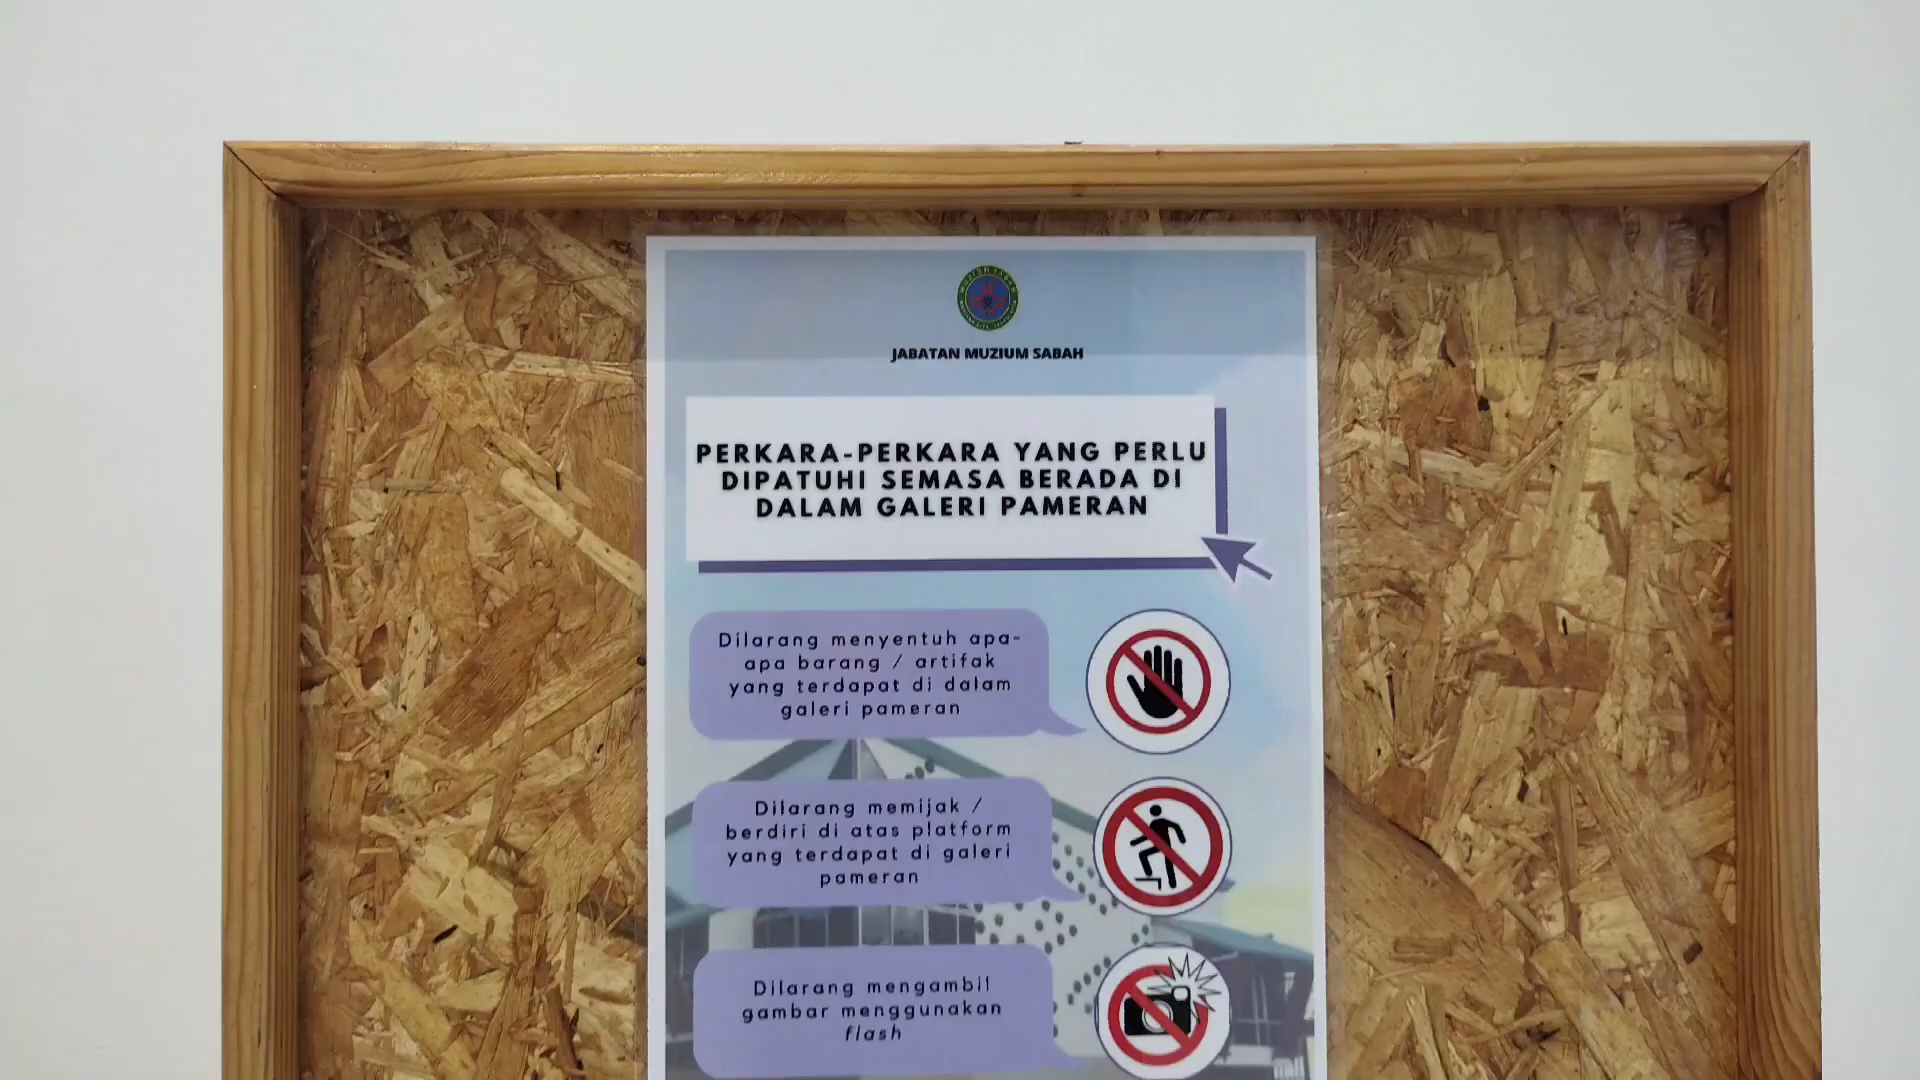 MUZIUM SABAH
JABATAN MUZIUM SABAH
PERKARA-PERKARA YANG PERLU
DIPATUHI SEMASA BERADA DI
DALAM GALERI PAMERAN
Dilarang menyentuh apa-
apa barang / artifak
yang terdapat di dalam
galeri pameran
Dilarang memijak /
berdiri di atas platform
yang terdapat di galeri
pameran
Dilarang mengambil
gambar menggunakan
flash